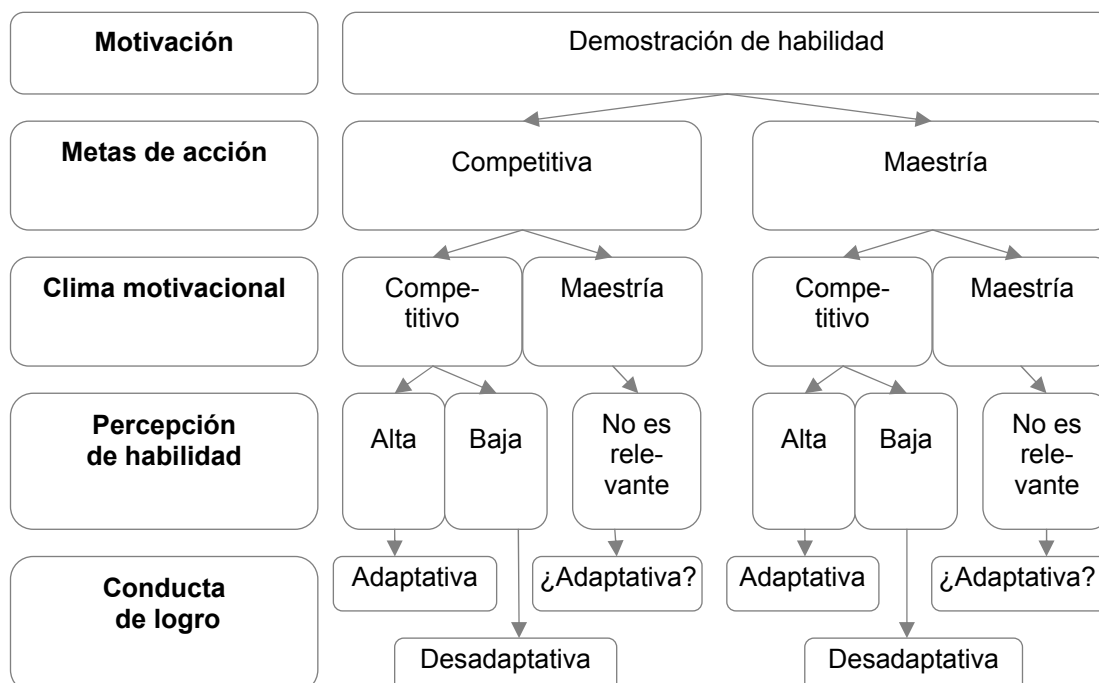 Motivación
Demostración de habilidad
Metas de acción
Competitiva
Maestría
Clima motivacional
Compe-
titivo
Maestría
Compe-
titivo
Maestría
Percepción
de habilidad
Alta
Baja
No es
rele-
vante
Alta
Baja
No es
rele-
vante
Conducta
de logro
Adaptativa
¿Adaptativa?
Adaptativa
¿Adaptativa?
Desadaptativa
Desadaptativa